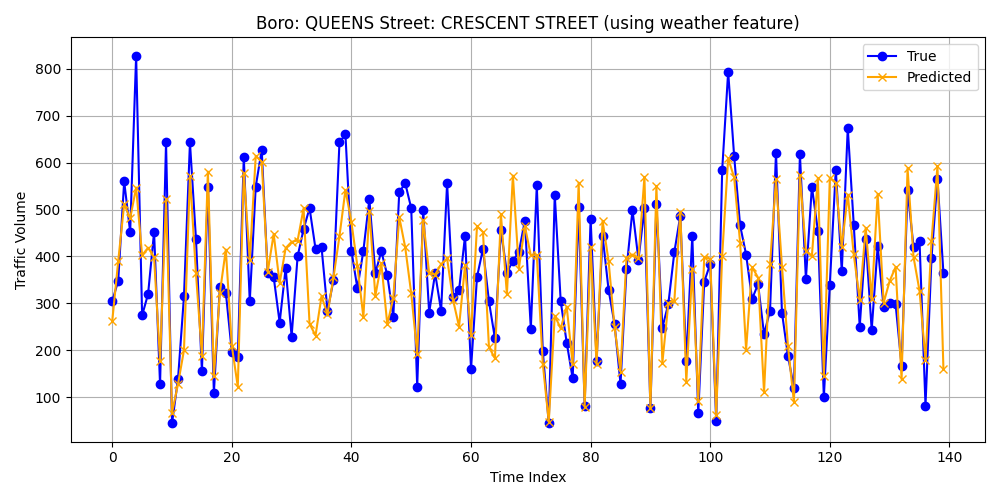 Boro: QUEENS Street: CRESCENT STREET (using weather feature)
True
Predicted
Traffic Volume
800
700
600
500
400
300
200
100
0 20 40 60 80 100 120 140
Time Index